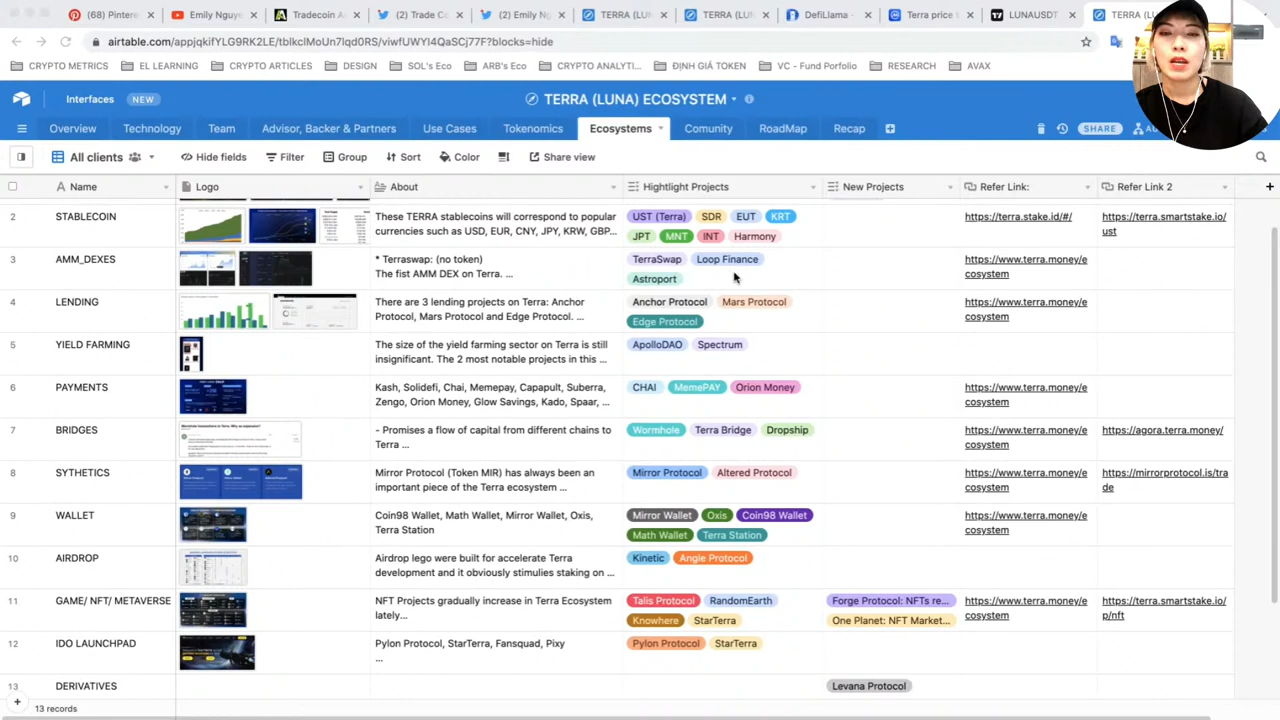 (68) Pinteres
Emily Nguye
Tradecoin A
(2) Trade Co
(2) Emily Ng
TERRA (LUN
TERRA (LUN
DefiLlama -
Terra price
LUNAUSDT
TERRA (LUN
airtable.com/appjqkifYLG9RK2LE/tblkclMoUn7lqd0RS/viwfUWYI4QaSCj77F?blocks=hide
CRYPTO METRICS
EL LEARNING
CRYPTO ARTICLES
DESIGN
SOL's Eco
ARB's Eco
CRYPTO ANALYTI...
ĐỊNH GIÁ TOKEN
VC - Fund Porfolio
RESEARCH
AVAX
Interfaces
NEW
TERRA (LUNA) ECOSYSTEM
Overview
Technology
Team
Advisor, Backer & Partners
Use Cases
Tokenomics
Ecosystems
Comunity
RoadMap
Recap
SHARE
All clients
Hide fields
Filter
Group
Sort
Color
Share view
Name
Logo
About
Hightlight Projects
New Projects
Refer Link:
Refer Link 2
2
STABLECOIN
These TERRA stablecoins will correspond to popular
currencies such as USD, EUR, CNY, JPY, KRW, GBP...
UST (Terra) SDR EUT KRT
JPT MNT INT Harmony
https://terra.stake.id/#/
https://terra.smartstake.io/
ust
3
AMM_DEXES
* Terraswap: (no token)
The fist AMM DEX on Terra. ...
TerraSwap Loop Finance
Astroport
https://www.terra.money/e
cosystem
4
LENDING
There are 3 lending projects on Terra: Anchor
Protocol, Mars Protocol and Edge Protocol. ...
Anchor Protocol Mars Protocol
Edge Protocol
https://www.terra.money/e
cosystem
5
YIELD FARMING
The size of the yield farming sector on Terra is still
insignificant. The 2 most notable projects in this ...
ApolloDAO Spectrum
6
PAYMENTS
Kash, Solidefi, Chai, Memepay, Capapult, Suberra,
Zengo, Orion Money, Glow Savings, Kado, Spaar, ...
CHAI MemePAY Orion Money
https://www.terra.money/e
cosystem
7
BRIDGES
- Promises a flow of capital from different chains to
Terra ...
Wormhole Terra Bridge Dropship
https://www.terra.money/e
cosystem
https://agora.terra.money/
8
SYTHETICS
Mirror Protocol (Token MIR) has always been an
important piece in the Terra ecosystem ...
Mirror Protocol Altered Protocol
https://www.terra.money/e
cosystem
https://mirrorprotocol.is/tra
de
9
WALLET
Coin98 Wallet, Math Wallet, Mirror Wallet, Oxis,
Terra Station
Mirror Wallet Oxis Coin98 Wallet
Math Wallet Terra Station
https://www.terra.money/e
cosystem
10
AIRDROP
Airdrop lego were built for accelerate Terra
development and it obviously stimulies staking on ...
Kinetic Angle Protocol
11
GAME/ NFT/ METAVERSE
NFT Projects gradually rise in Terra ecosystem
...
Talis Protocol RandomEarth
Knowhere StarTerra
Forge Protocol: NFTs re...
One Planet: NFT Market...
https://www.terra.money/e
cosystem
https://terra.smartstake.io/
p/nft
12
IDO LAUNCHPAD
Pylon Protocol, StarTerra, Fansquad, Pixy
...
Pylon Protocol StarTerra
13
DERIVATIVES
Levana Protocol
13 records